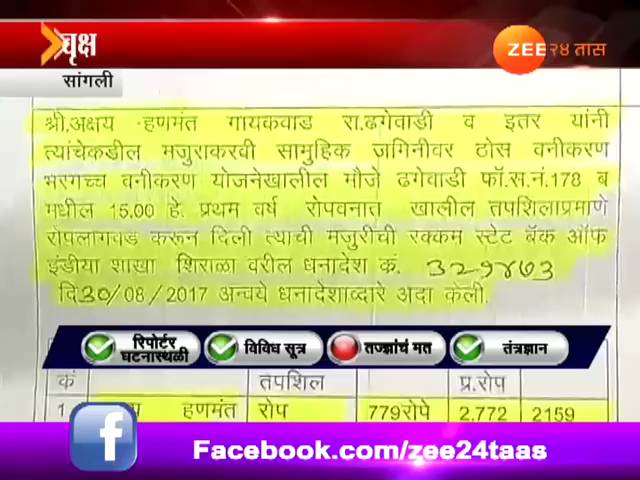 वृक्ष
ZEE २४ तास
सांगली
श्री.अक्षय -हणमंत गायकवाड रा.ढगेवाडी व इतर यांनी
त्यांचेकडील मजुराकरवी सामुहिक जमिनीवर ठोस वनीकरण
भरगच्च वनीकरण योजनेखालील मौजे ढगेवाडी फॉ.स.नं.178 ब
मधील 15.00 हे. प्रथम वर्ष रोपवनात खालील तपशिलाप्रमाणे
रोपलागवड करून दिली त्याची मजुरीची रक्कम स्टेट बॅक ऑफ
इंडीया शाखा शिराळा वरील धनादेश कं.
दि30/08/2017 अन्वये धनादेशाव्दारे अदा केली.
रिपोर्टर घटनास्थळी
विविध सूत्र
तज्ज्ञांचं मत
तंत्रज्ञान
कं तपशिल प्र.रोप
1 हणमंत रोप 779रोपे 2.772 2159
f Facebook.com/zee24taas